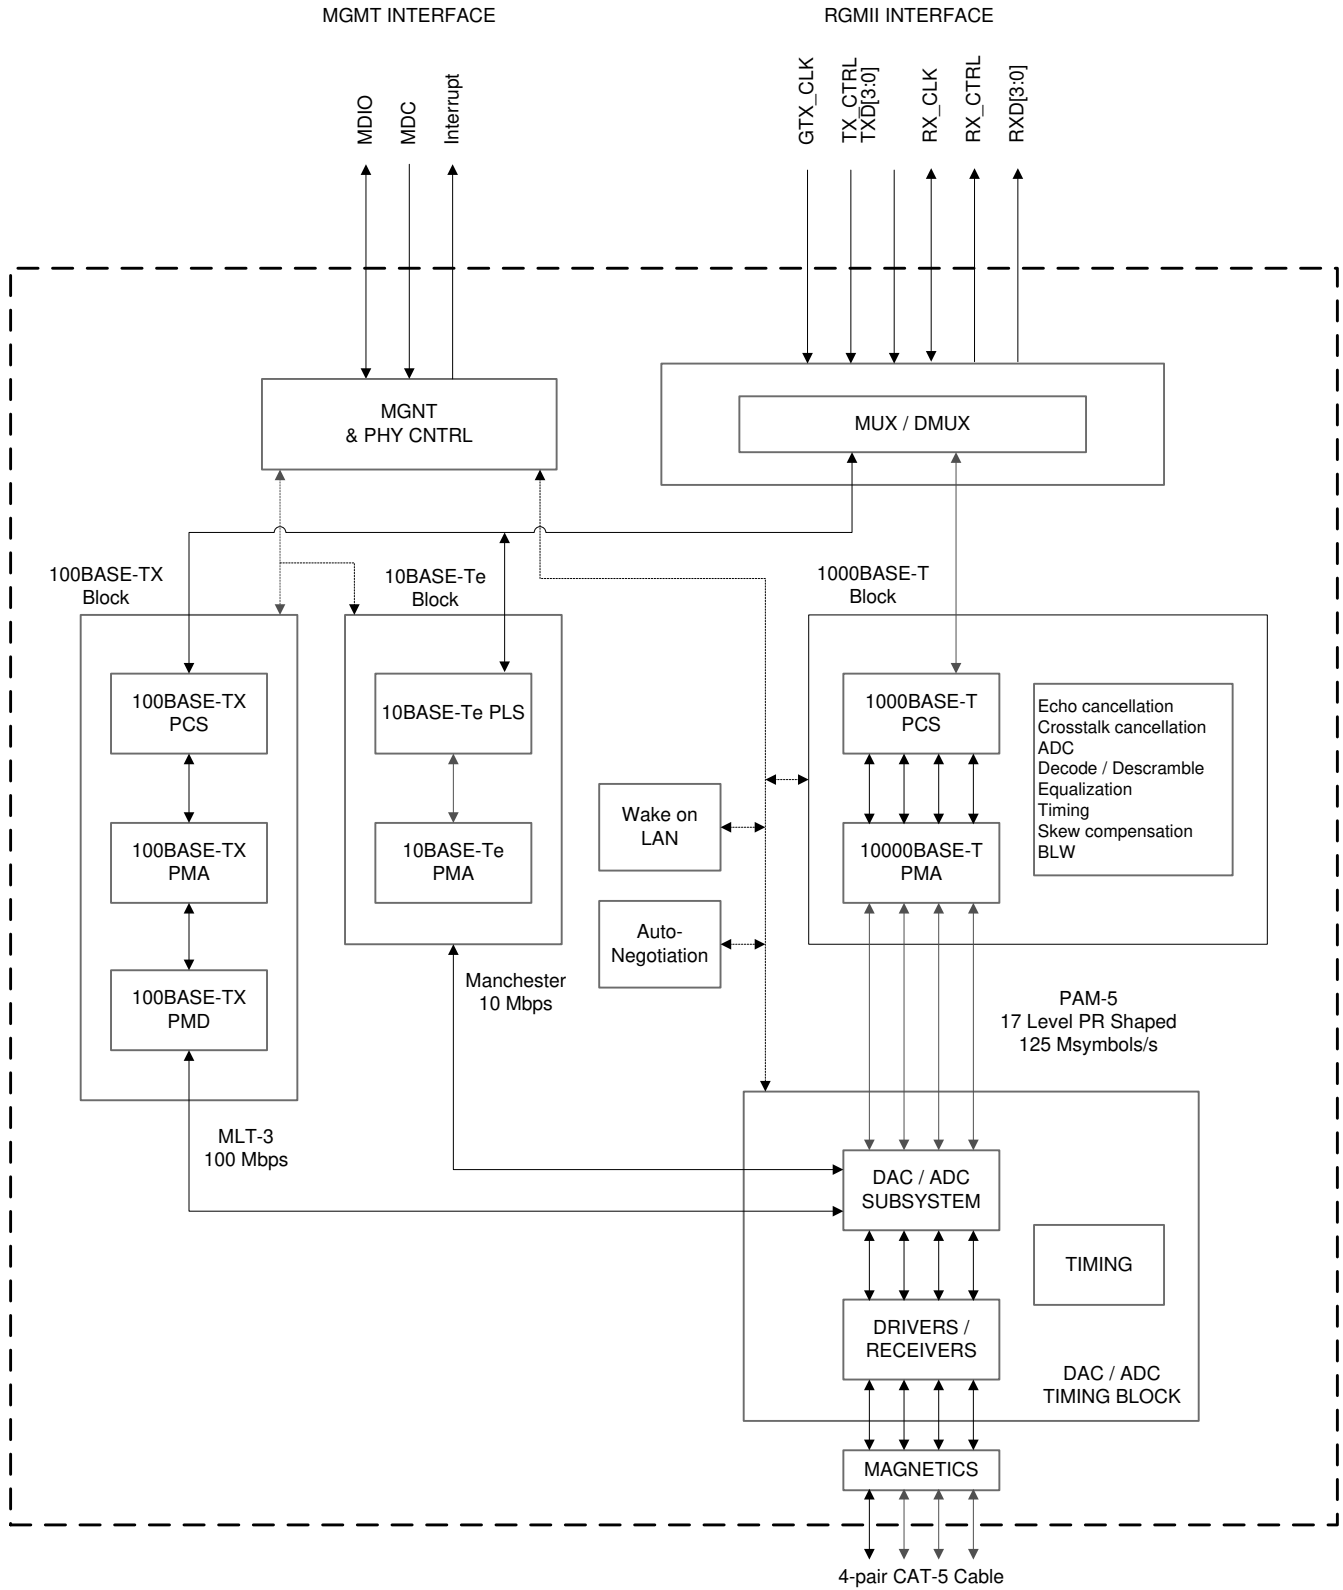 MGMT INTERFACE
RGMII INTERFACE
MDIO
MDC
Interrupt
GTX_CLK
TX_CTRL
TXD[3:0]
RX_CLK
RX_CTRL
RXD[3:0]
MGNT
& PHY CNTRL
MUX / DMUX
100BASE-TX
Block
10BASE-Te
Block
1000BASE-T
Block
100BASE-TX
PCS
100BASE-TX
PMA
100BASE-TX
PMD
10BASE-Te PLS
10BASE-Te
PMA
Wake on
LAN
Auto-
Negotiation
1000BASE-T
PCS
10000BASE-T
PMA
Echo cancellation
Crosstalk cancellation
ADC
Decode / Descramble
Equalization
Timing
Skew compensation
BLW
Manchester
10 Mbps
PAM-5
17 Level PR Shaped
125 Msymbols/s
MLT-3
100 Mbps
DAC / ADC
SUBSYSTEM
TIMING
DRIVERS /
RECEIVERS
DAC / ADC
TIMING BLOCK
MAGNETICS
4-pair CAT-5 Cable